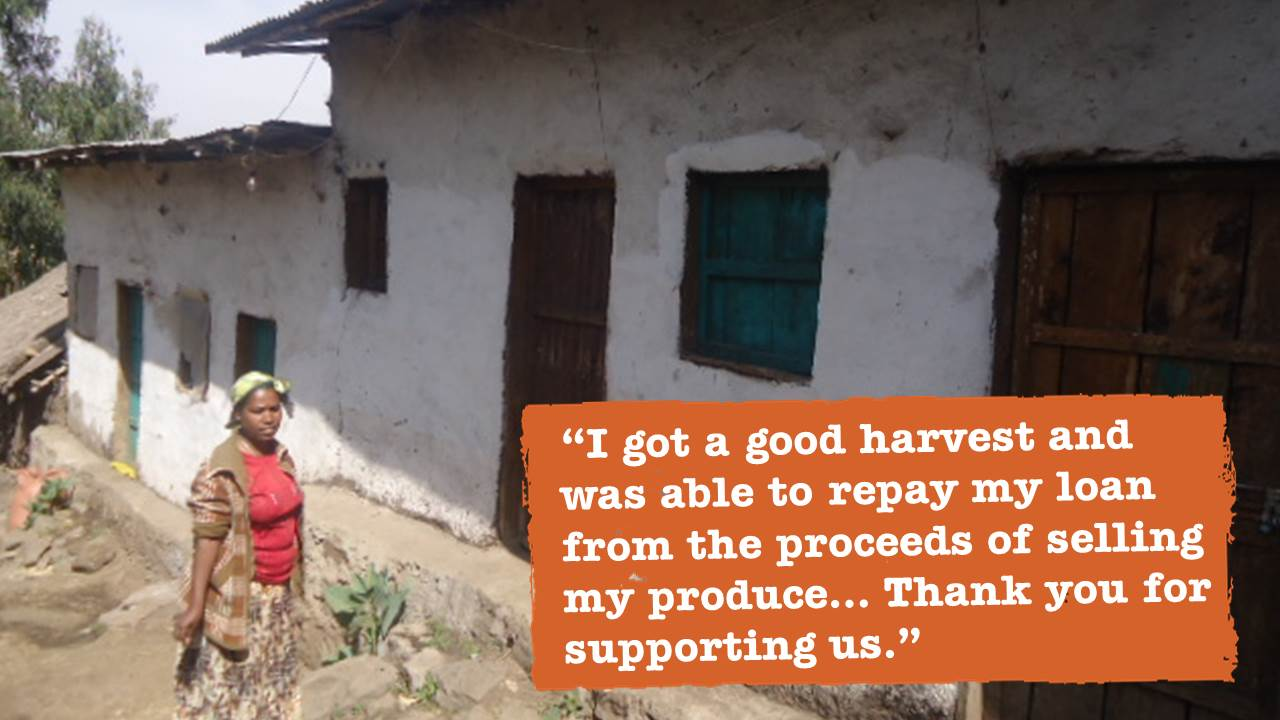 “I got a good harvest and
was able to repay my loan
from the proceeds of selling
my produce... Thank you for
supporting us.”